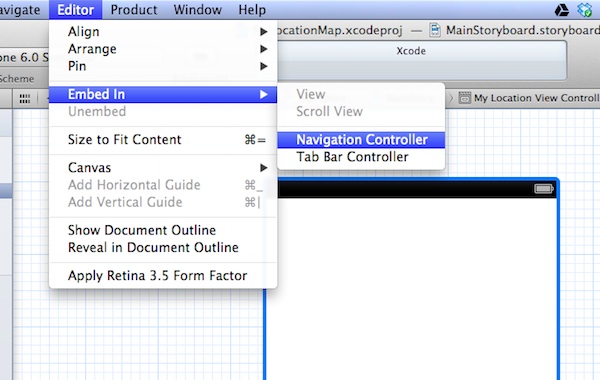 avigate Editor Product Window Help
ocationMap.xcodeproj — MainStoryboard.storyboard
Xcode
one 6.0 S
Scheme
My Location View Controll
Align
Arrange
Pin
Embed In
Unembed
Size to Fit Content ⌘=
Canvas
Add Horizontal Guide ⌘_
Add Vertical Guide ⌘|
Show Document Outline
Reveal in Document Outline
Apply Retina 3.5 Form Factor
View
Scroll View
Navigation Controller
Tab Bar Controller